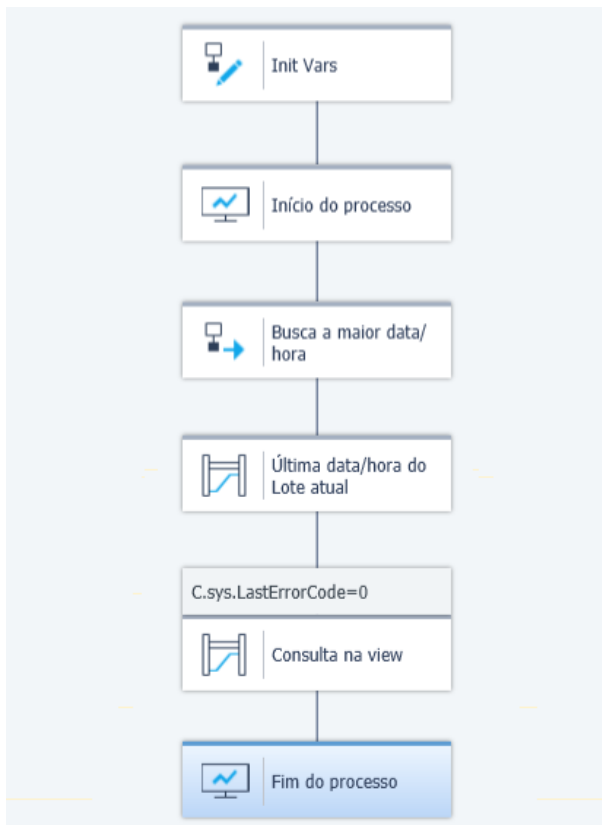 Init Vars
Início do processo
Busca a maior data/
hora
Última data/hora do
Lote atual
C.sys.LastErrorCode=0
Consulta na view
Fim do processo